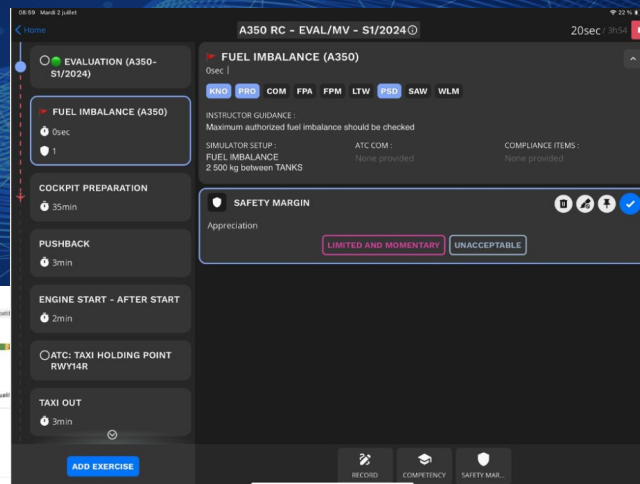 08:59 Mardi 2 juillet
22 %
Home
A350 RC - EVAL/MV - S1/2024
20sec / 3h54
EVALUATION (A350-
S1/2024)
FUEL IMBALANCE (A350)
0sec
1
COCKPIT PREPARATION
35min
PUSHBACK
3min
ENGINE START - AFTER START
2min
ATC: TAXI HOLDING POINT
RWY14R
TAXI OUT
3min
ADD EXERCISE
FUEL IMBALANCE (A350)
0sec |
KNO PRO COM FPA FPM LTW PSD SAW WLM
INSTRUCTOR GUIDANCE :
Maximum authorized fuel imbalance should be checked
SIMULATOR SETUP : ATC COM : COMPLIANCE ITEMS :
FUEL IMBALANCE None provided None provided
2 500 kg between TANKS
SAFETY MARGIN
Appreciation
LIMITED AND MOMENTARY UNACCEPTABLE
RECORD COMPETENCY SAFETY MAR...